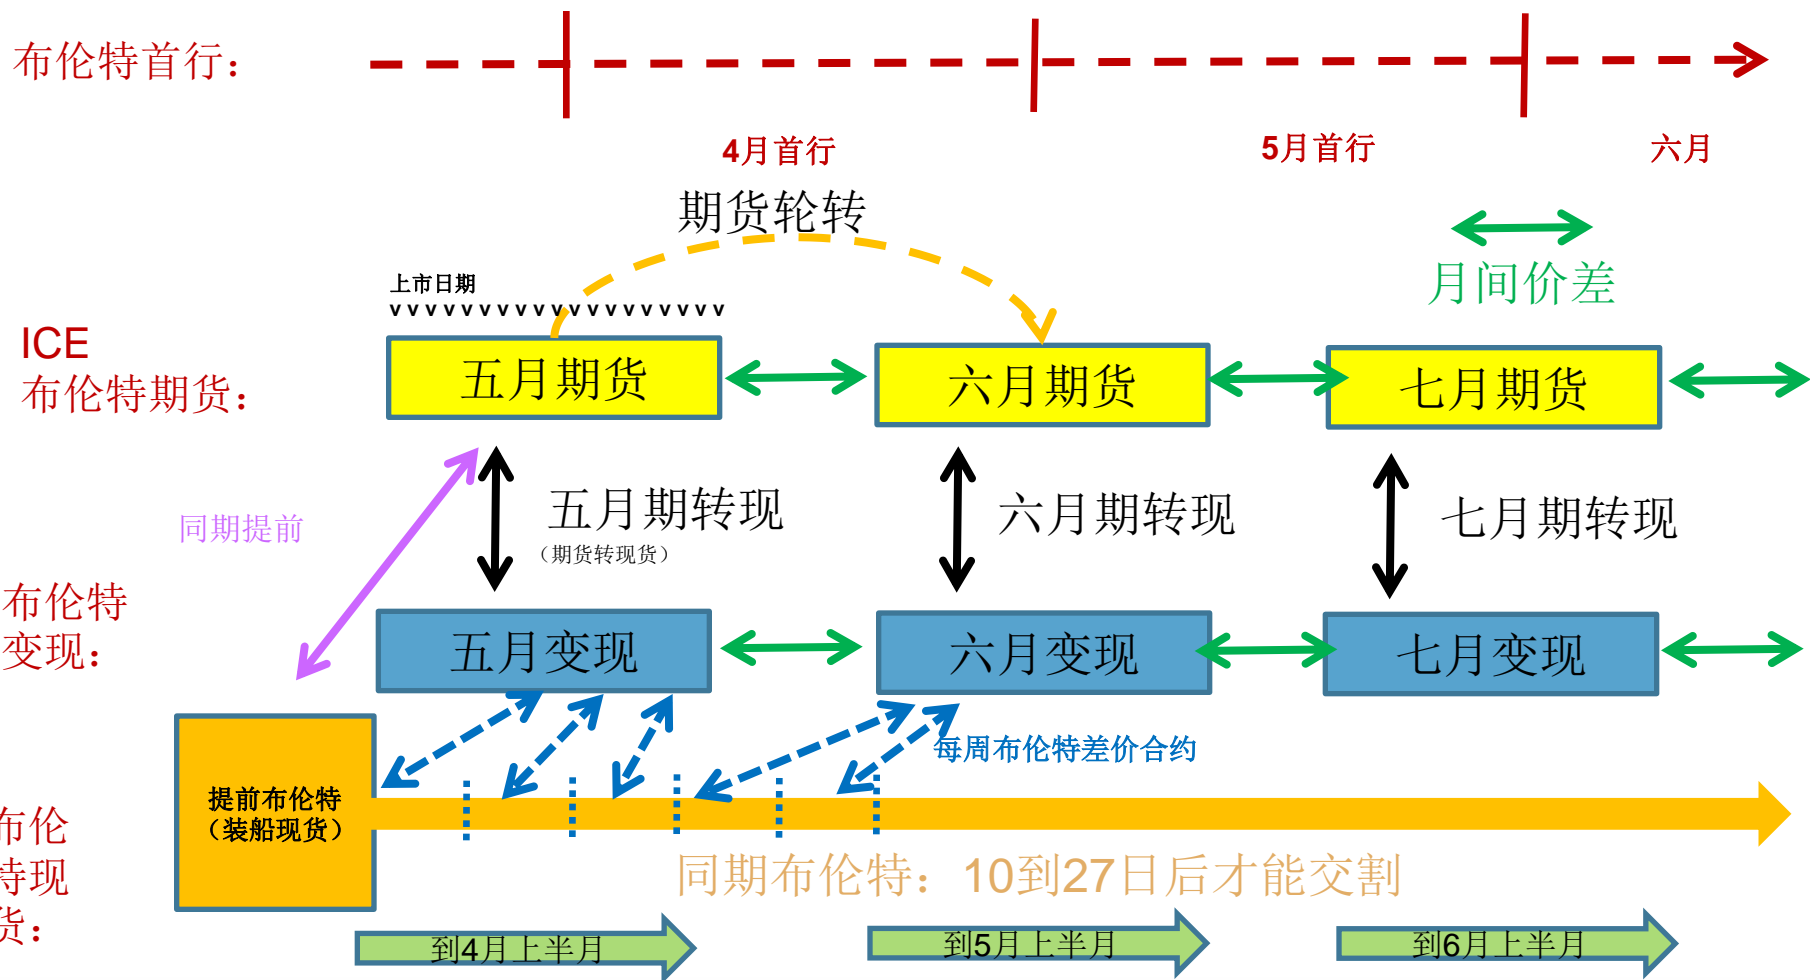 布伦特首行：
4月首行
5月首行
六月
期货轮转
月间价差
上市日期
v v v v v v v v v v v v v v v v v v v
ICE
布伦特期货：
五月期货
六月期货
七月期货
同期提前
五月期转现
（期货转现货）
六月期转现
七月期转现
布伦特
变现：
五月变现
六月变现
七月变现
每周布伦特差价合约
提前布伦特
（装船现货）
布伦
特现
货：
同期布伦特：10到27日后才能交割
到4月上半月
到5月上半月
到6月上半月